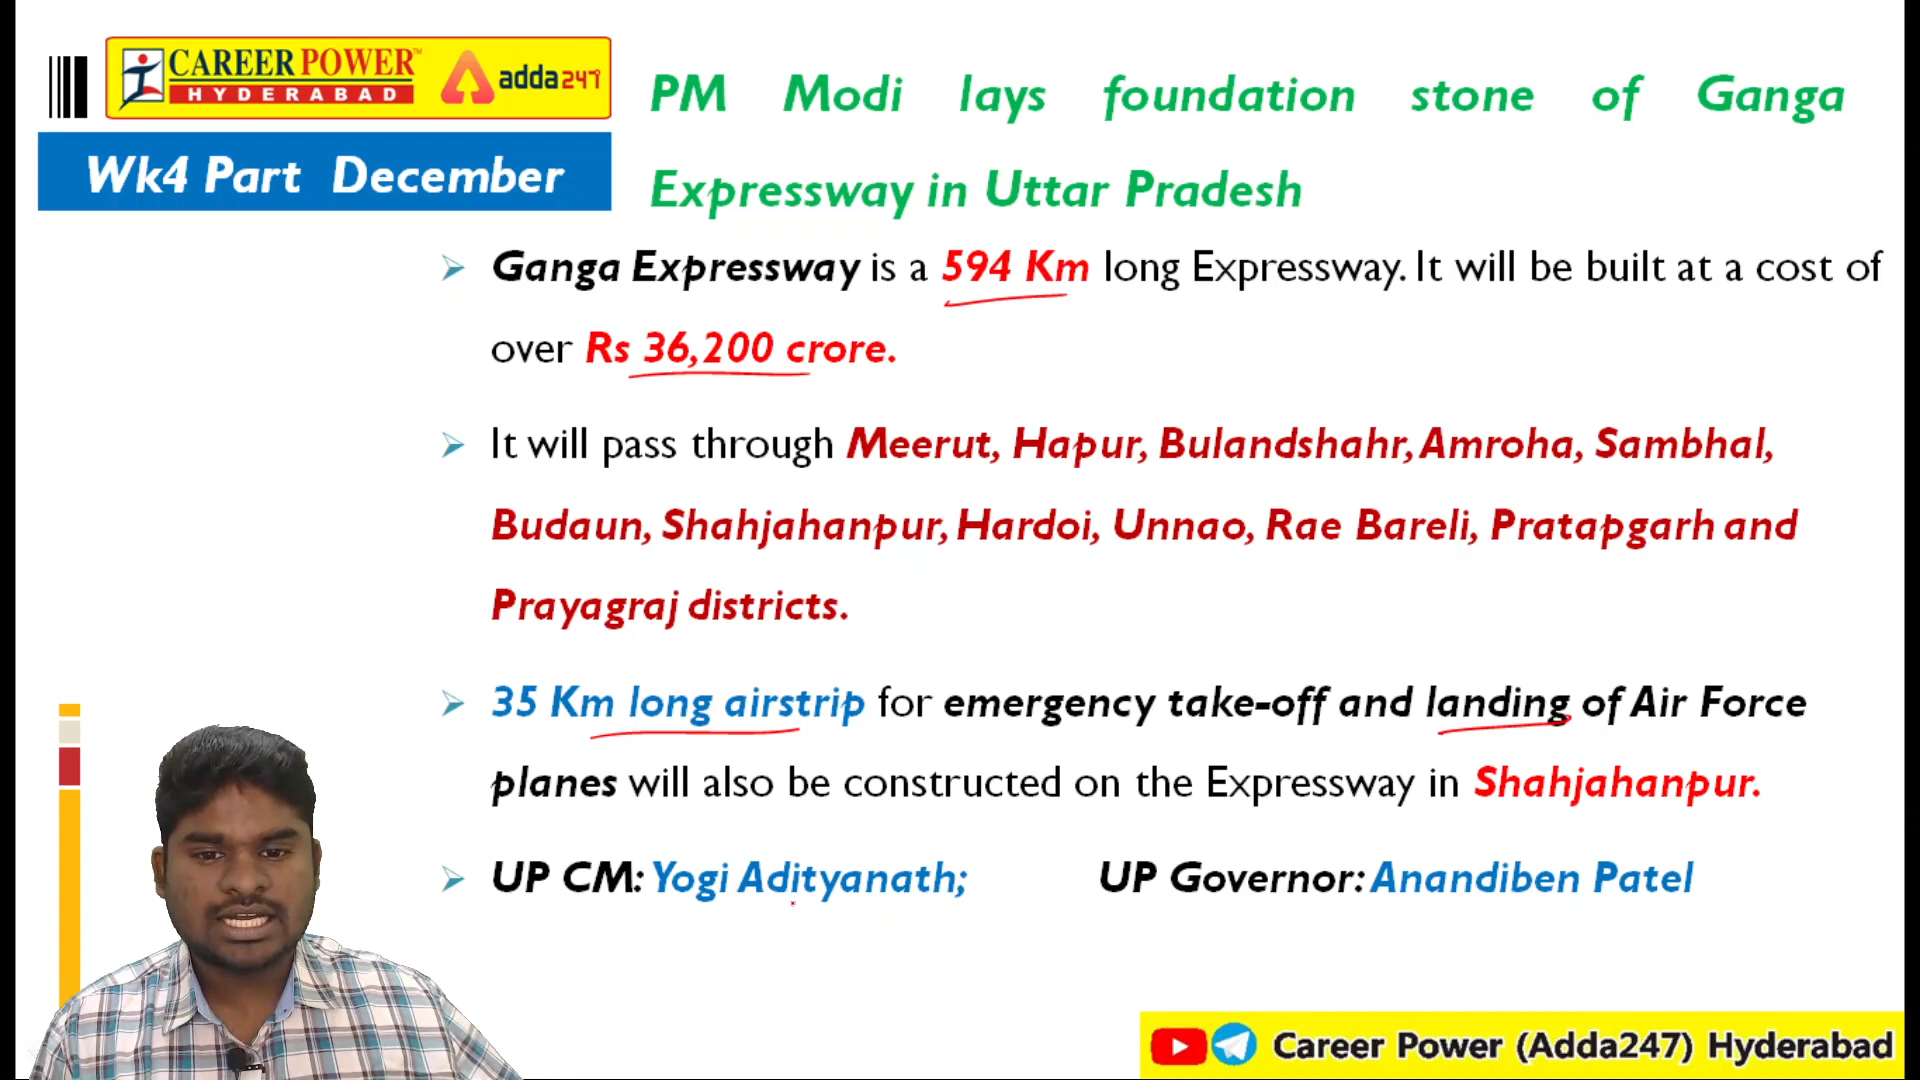 CAREER POWER
HYDERABAD
adda247
Wk4 Part December
PM Modi lays foundation stone of Ganga
Expressway in Uttar Pradesh
Ganga Expressway is a 594 Km long Expressway. It will be built at a cost of
over Rs 36,200 crore.
It will pass through Meerut, Hapur, Bulandshahr, Amroha, Sambhal,
Budaun, Shahjahanpur, Hardoi, Unnao, Rae Bareli, Pratapgarh and
Prayagraj districts.
35 Km long airstrip for emergency take-off and landing of Air Force
planes will also be constructed on the Expressway in Shahjahanpur.
UP CM: Yogi Adityanath; UP Governor: Anandiben Patel
Career Power (Adda247) Hyderabad